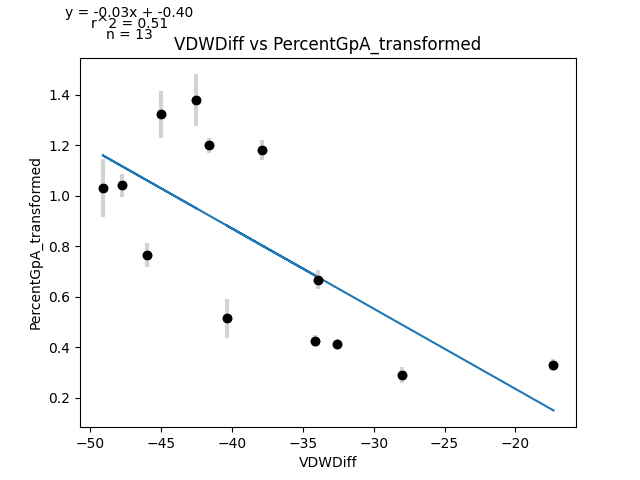 y = -0.03x + -0.40
r^2 = 0.51
n = 13
VDWDiff vs PercentGpA_transformed
PercentGpA_transformed
1.4
1.2
1.0
0.8
0.6
0.4
0.2
−50 −45 −40 −35 −30 −25 −20
VDWDiff